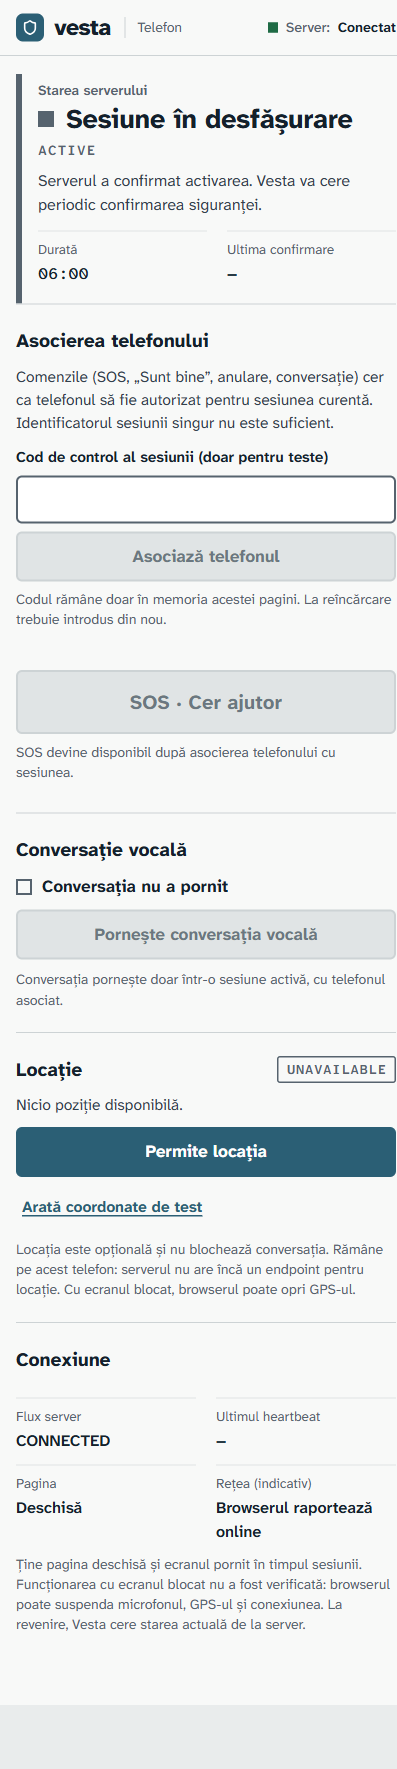 vesta Telefon Server: Conectat
Starea serverului
Sesiune în desfășurare
ACTIVE
Serverul a confirmat activarea. Vesta va cere
periodic confirmarea siguranței.
Durată Ultima confirmare
06:00 –
Asocierea telefonului
Comenzile (SOS, „Sunt bine”, anulare, conversație) cer
ca telefonul să fie autorizat pentru sesiunea curentă.
Identificatorul sesiunii singur nu este suficient.
Cod de control al sesiunii (doar pentru teste)
Asociază telefonul
Codul rămâne doar în memoria acestei pagini. La reîncărcare
trebuie introdus din nou.
SOS · Cer ajutor
SOS devine disponibil după asocierea telefonului cu
sesiunea.
Conversație vocală
Conversația nu a pornit
Pornește conversația vocală
Conversația pornește doar într-o sesiune activă, cu telefonul
asociat.
Locație UNAVAILABLE
Nicio poziție disponibilă.
Permite locația
Arată coordonate de test
Locația este opțională și nu blochează conversația. Rămâne
pe acest telefon: serverul nu are încă un endpoint pentru
locație. Cu ecranul blocat, browserul poate opri GPS-ul.
Conexiune
Flux server Ultimul heartbeat
CONNECTED –
Pagina Rețea (indicativ)
Deschisă Browserul raportează
online
Ține pagina deschisă și ecranul pornit în timpul sesiunii.
Funcționarea cu ecranul blocat nu a fost verificată: browserul
poate suspenda microfonul, GPS-ul și conexiunea. La
revenire, Vesta cere starea actuală de la server.